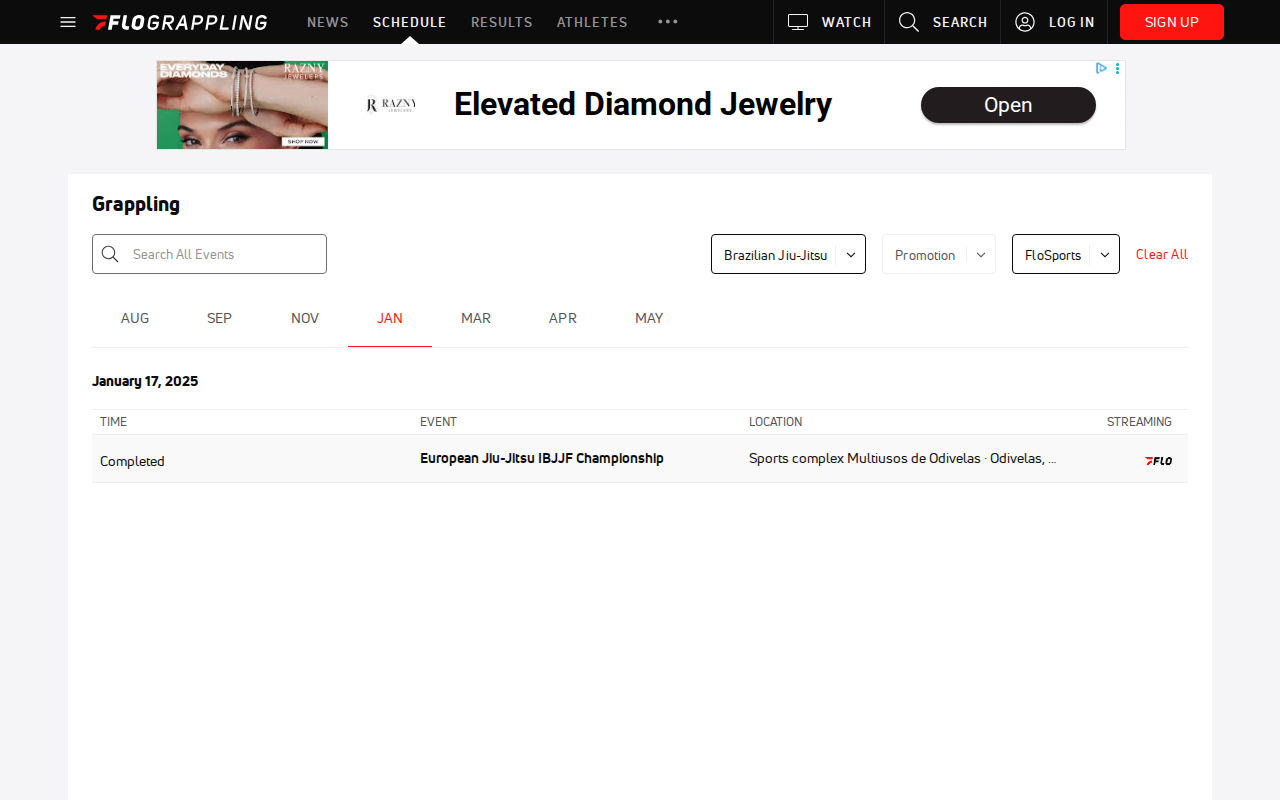 FLOGRAPPLING NEWS SCHEDULE RESULTS ATHLETES ••• WATCH SEARCH LOG IN SIGN UP
EVERYDAY DIAMONDS
RAZNY JEWELERS
SHOP NOW
RAZNY JEWELERS
Elevated Diamond Jewelry
Open
Grappling
Search All Events
Brazilian Jiu-Jitsu Promotion FloSports Clear All
AUG SEP NOV JAN MAR APR MAY
January 17, 2025
TIME EVENT LOCATION STREAMING
Completed European Jiu-Jitsu IBJJF Championship Sports complex Multiusos de Odivelas · Odivelas, ... FLO